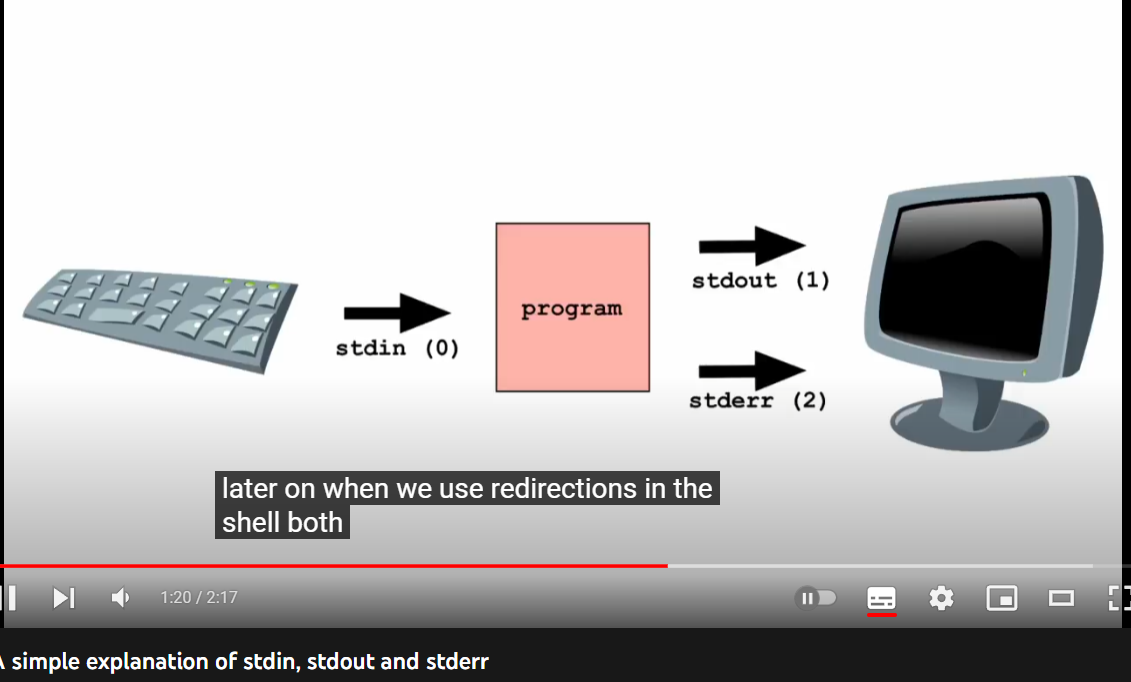 program
stdin (0)
stdout (1)
stderr (2)
later on when we use redirections in the
shell both
1:20 / 2:17
simple explanation of stdin, stdout and stderr